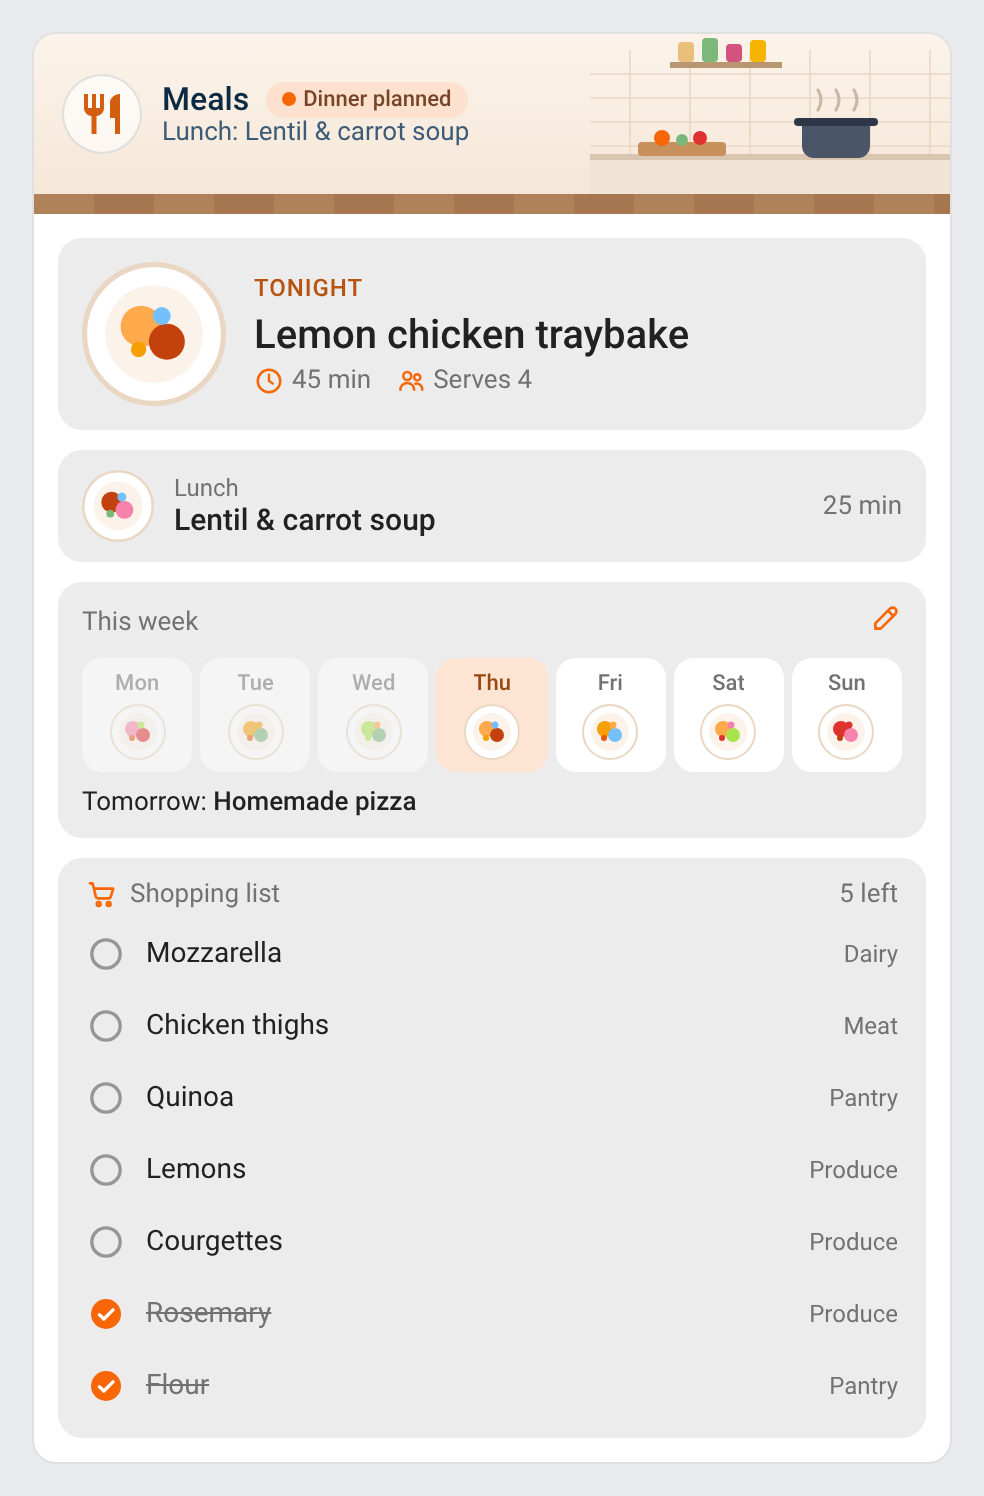 Meals
Dinner planned
Lunch: Lentil & carrot soup
TONIGHT
Lemon chicken traybake
45 min Serves 4
Lunch
Lentil & carrot soup
25 min
This week
Mon Tue Wed Thu Fri Sat Sun
Tomorrow: Homemade pizza
Shopping list 5 left
Mozzarella Dairy
Chicken thighs Meat
Quinoa Pantry
Lemons Produce
Courgettes Produce
Rosemary Produce
Flour Pantry